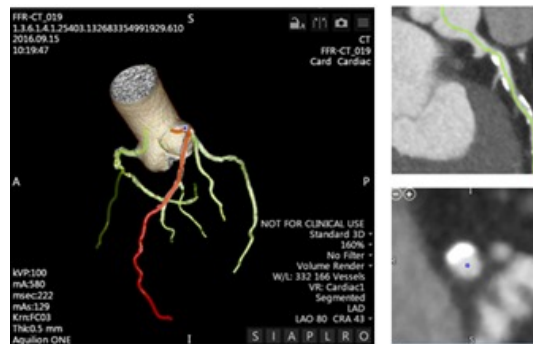 FFR-CT_019
1.3.6.1.4.1.25403.132683354991929.610
2016.09.15
10:19:47
S
CT
FFR-CT_019
Card Cardiac
A
P
NOT FOR CLINICAL USE
Standard 3D
160%
No Filter
Volume Render
W/L: 332 166 Vessels
VR: Cardiac1
Segmented
LAD
LAO 80 CRA 43
kVP:100
mA:580
msec:222
mAs:129
Krn:FC03
Thk:0.5 mm
Aquilion ONE
I
S I A P L R O